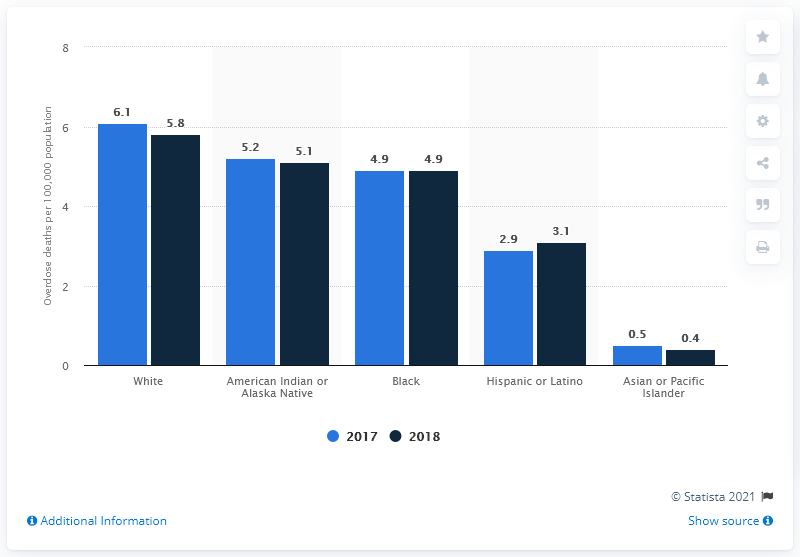 Overdose deaths per 100,000 population
8
6
4
2
0
6.1
5.8
5.2
5.1
4.9
4.9
2.9
3.1
0.5
0.4
White
American Indian or
Alaska Native
Black
Hispanic or Latino
Asian or Pacific
Islander
2017
2018
© Statista 2021
Additional Information
Show source